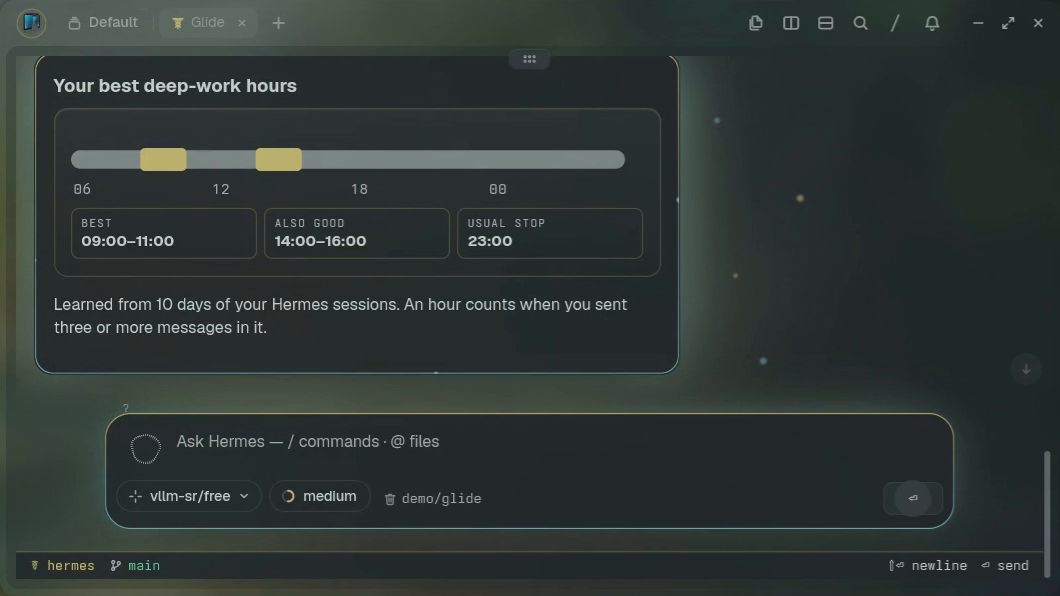 Default
Glide
Your best deep-work hours
06 12 18 00
BEST
09:00–11:00
ALSO GOOD
14:00–16:00
USUAL STOP
23:00
Learned from 10 days of your Hermes sessions. An hour counts when you sent
three or more messages in it.
?
Ask Hermes — / commands · @ files
vllm-sr/free
medium
demo/glide
hermes main
⇧⏎ newline ⏎ send